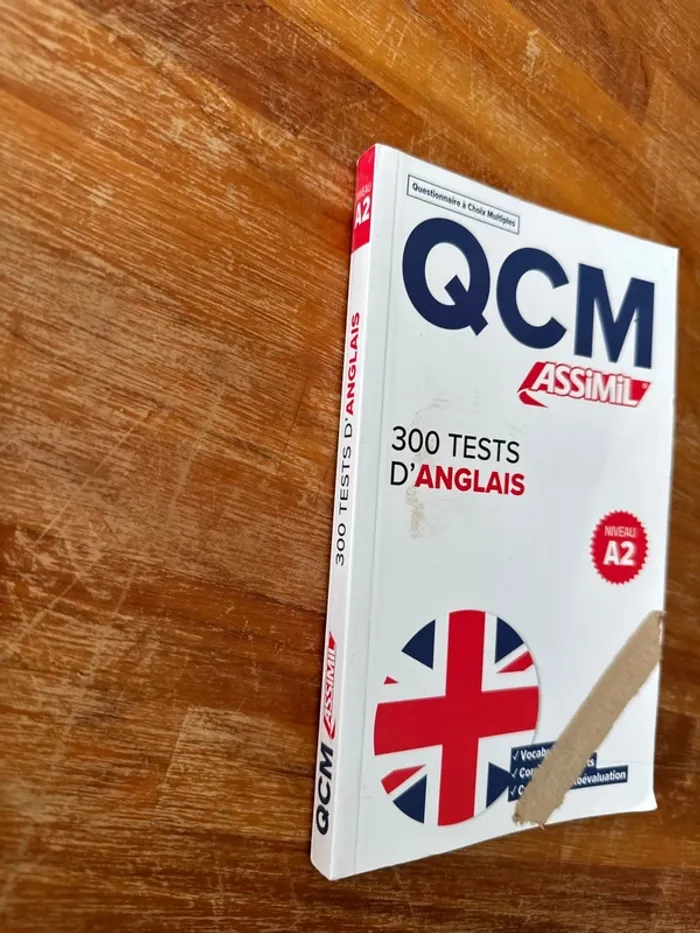 NIVEAU
A2
300 TESTS D'ANGLAIS
ASSiMiL
QCM
Questionnaire à Choix Multiples
QCM
ASSiMiL
300 TESTS
D'ANGLAIS
NIVEAU
A2